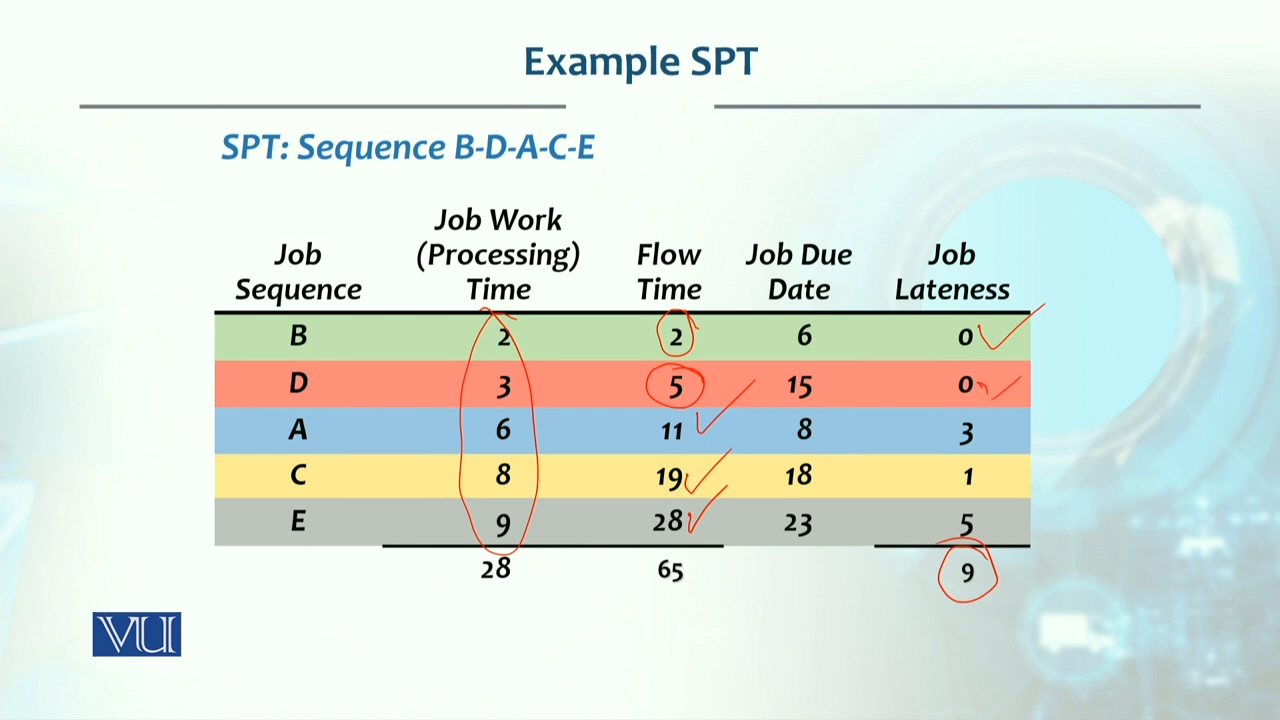 Example SPT
SPT: Sequence B-D-A-C-E
Job Sequence Job Work (Processing) Time Flow Time Job Due Date Job Lateness
B 2 2 6 0
D 3 5 15 0
A 6 11 8 3
C 8 19 18 1
E 9 28 23 5
28 65 9
VU